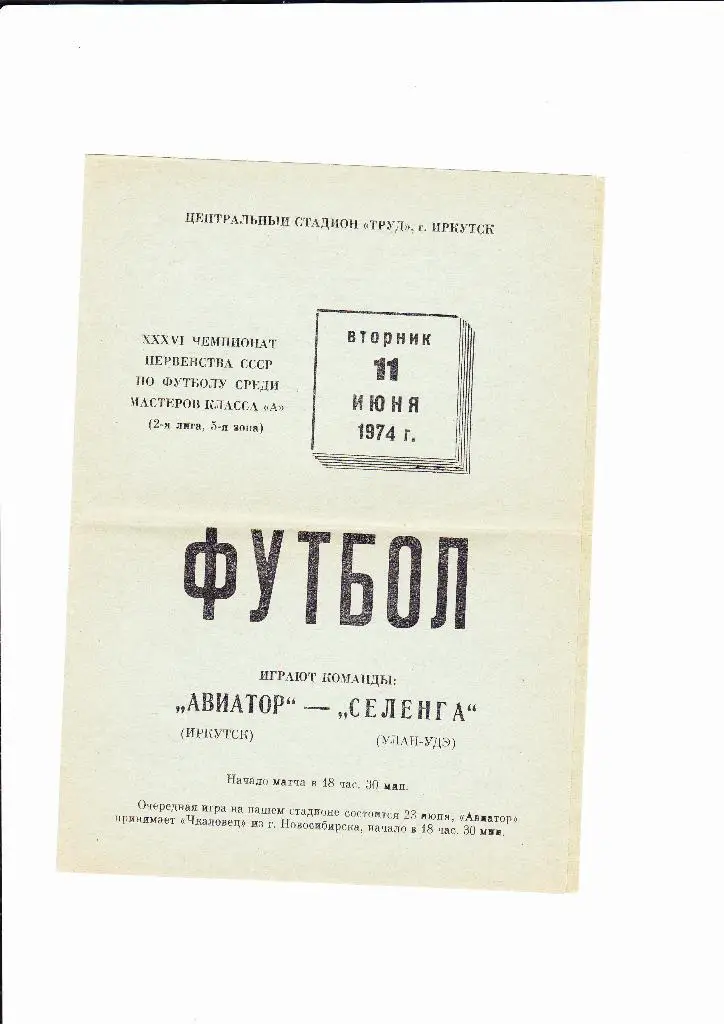 ЦЕНТРАЛЬНЫЙ СТАДИОН «ТРУД», г. ИРКУТСК
XXXVI ЧЕМПИОНАТ
ПЕРВЕНСТВА СССР
ПО ФУТБОЛУ СРЕДИ
МАСТЕРОВ КЛАССА «А»
(2-я лига, 5-я зона)
ВТОРНИК
11
ИЮНЯ
1974 г.
ФУТБОЛ
ИГРАЮТ КОМАНДЫ:
„АВИАТОР“ — „СЕЛЕНГА“
(ИРКУТСК) (УЛАН-УДЭ)
Начало матча в 18 час. 30 мин.
Очередная игра на нашем стадионе состоится 23 июня, «Авиатор»
принимает «Чкаловец» из г. Новосибирска, начало в 18 час. 30 мин.